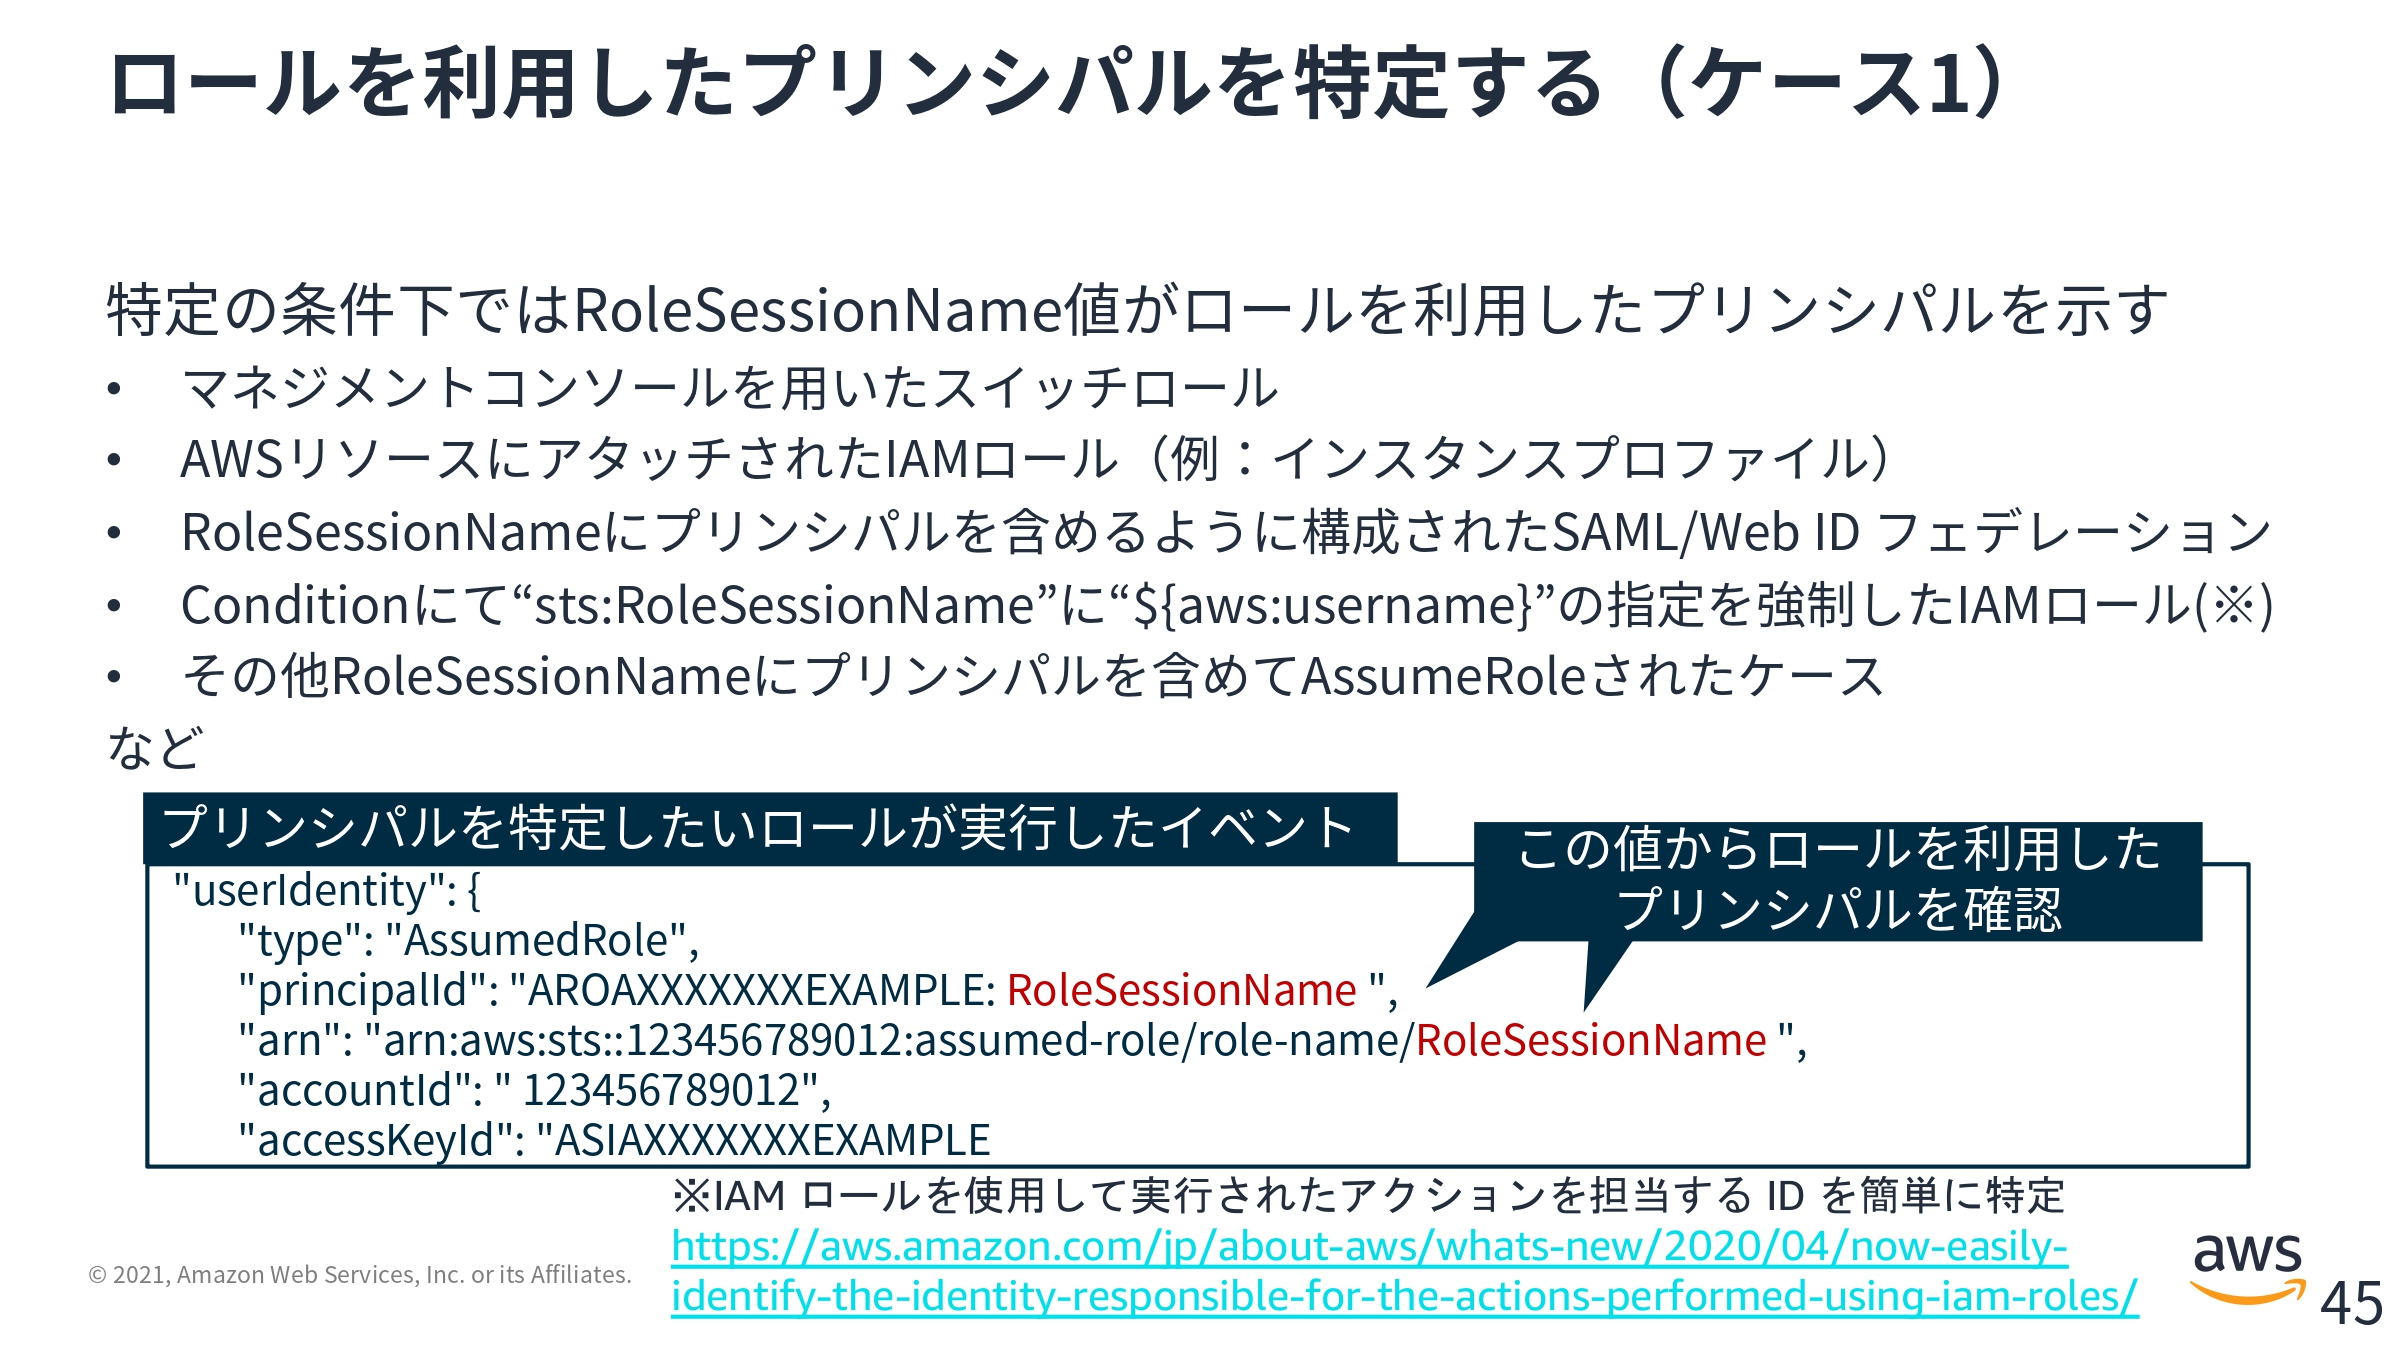 ロールを利用したプリンシパルを特定する（ケース1）
特定の条件下ではRoleSessionName値がロールを利用したプリンシパルを示す
• マネジメントコンソールを用いたスイッチロール
• AWSリソースにアタッチされたIAMロール（例：インスタンスプロファイル）
• RoleSessionNameにプリンシパルを含めるように構成されたSAML/Web ID フェデレーション
• Conditionにて“sts:RoleSessionName”に“${aws:username}”の指定を強制したIAMロール(※)
• その他RoleSessionNameにプリンシパルを含めてAssumeRoleされたケース
など
プリンシパルを特定したいロールが実行したイベント
この値からロールを利用した
プリンシパルを確認
"userIdentity": {
"type": "AssumedRole",
"principalId": "AROAXXXXXXXEXAMPLE: RoleSessionName ",
"arn": "arn:aws:sts::123456789012:assumed-role/role-name/RoleSessionName ",
"accountId": " 123456789012",
"accessKeyId": "ASIAXXXXXXXEXAMPLE
※IAM ロールを使用して実行されたアクションを担当する ID を簡単に特定
https://aws.amazon.com/jp/about-aws/whats-new/2020/04/now-easily-
identify-the-identity-responsible-for-the-actions-performed-using-iam-roles/
© 2021, Amazon Web Services, Inc. or its Affiliates.
aws
45